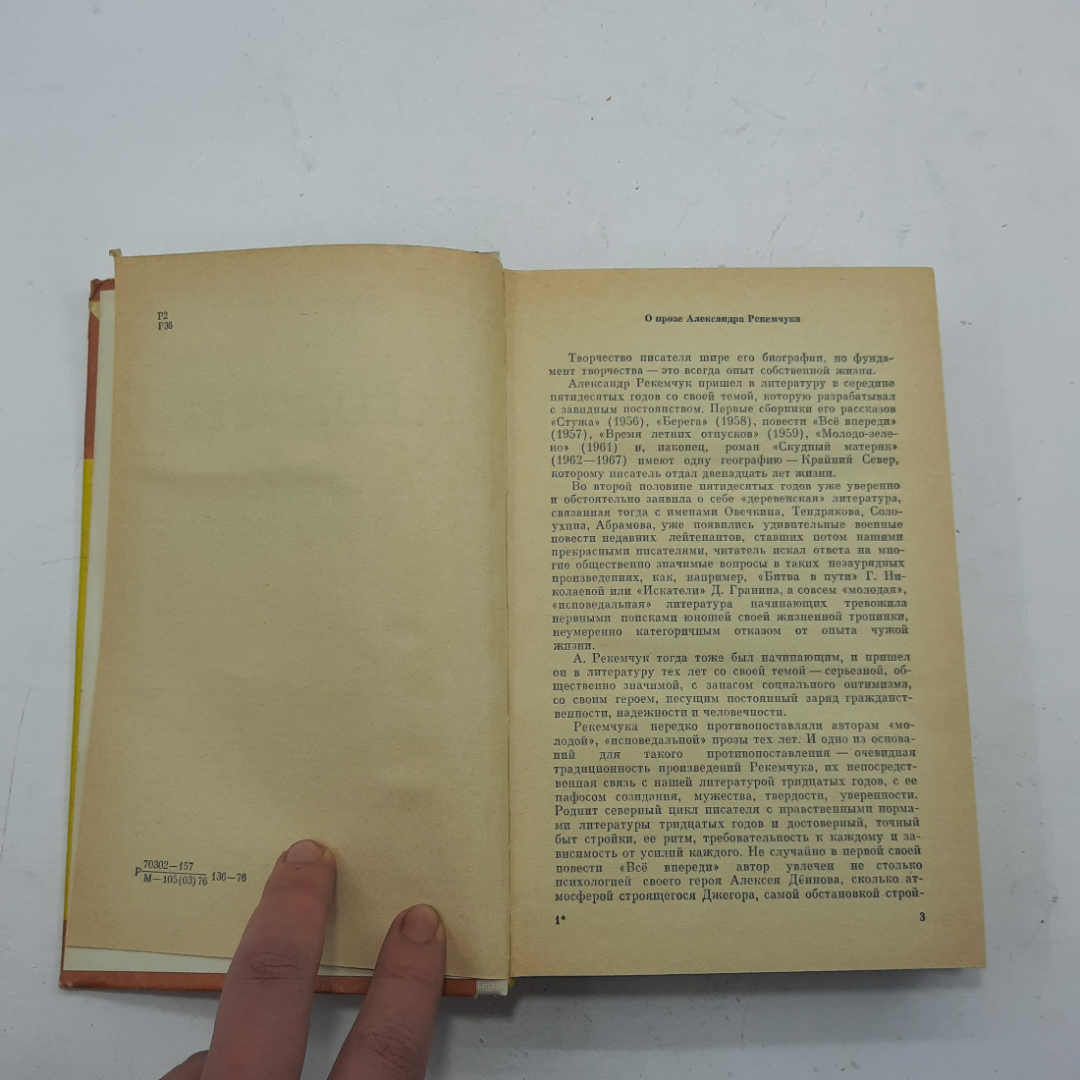 Р2
Р36
Р 70302—157
М—105(03)76 136—76
О прозе Александра Рекемчука
Творчество писателя шире его биографии, но фунда-
мент творчества — это всегда опыт собственной жизни.
Александр Рекемчук пришел в литературу в середине
пятидесятых годов со своей темой, которую разрабатывал
с завидным постоянством. Первые сборники его рассказов
«Стужа» (1956), «Берега» (1958), повести «Всё впереди»
(1957), «Время летних отпусков» (1959), «Молодо-зеле-
но» (1961) и, наконец, роман «Скудный материк»
(1962—1967) имеют одну географию — Крайний Север,
которому писатель отдал двенадцать лет жизни.
Во второй половине пятидесятых годов уже уверенно
и обстоятельно заявила о себе «деревенская» литература,
связанная тогда с именами Овечкина, Тендрякова, Соло-
ухина, Абрамова, уже появились удивительные военные
повести недавних лейтенантов, ставших потом нашими
прекрасными писателями, читатель искал ответа на мно-
гие общественно значимые вопросы в таких незаурядных
произведениях, как, например, «Битва в пути» Г. Ни-
колаевой или «Искатели» Д. Гранина, а совсем «молодая»,
«исповедальная» литература начинающих тревожила
нервными поисками юношей своей жизненной тропинки,
неумеренно категоричным отказом от опыта чужой
жизни.
А. Рекемчук тогда тоже был начинающим, и пришел
он в литературу тех лет со своей темой — серьезной, об-
щественно значимой, с запасом социального оптимизма,
со своим героем, несущим постоянный заряд гражданст-
венности, надежности и человечности.
Рекемчука нередко противопоставляли авторам «мо-
лодой», «исповедальной» прозы тех лет. И одно из основа-
ний для такого противопоставления — очевидная
традиционность произведений Рекемчука, их непосредст-
венная связь с нашей литературой тридцатых годов, с ее
пафосом созидания, мужества, твердости, уверенности.
Роднит северный цикл писателя с нравственными норма-
ми литературы тридцатых годов и достоверный, точный
быт стройки, ее ритм, требовательность к каждому и за-
висимость от усилий каждого. Не случайно в первой своей
повести «Всё впереди» автор увлечен не столько
психологией своего героя Алексея Дённова, сколько ат-
мосферой строящегося Джегора, самой обстановкой строй-
1*
3